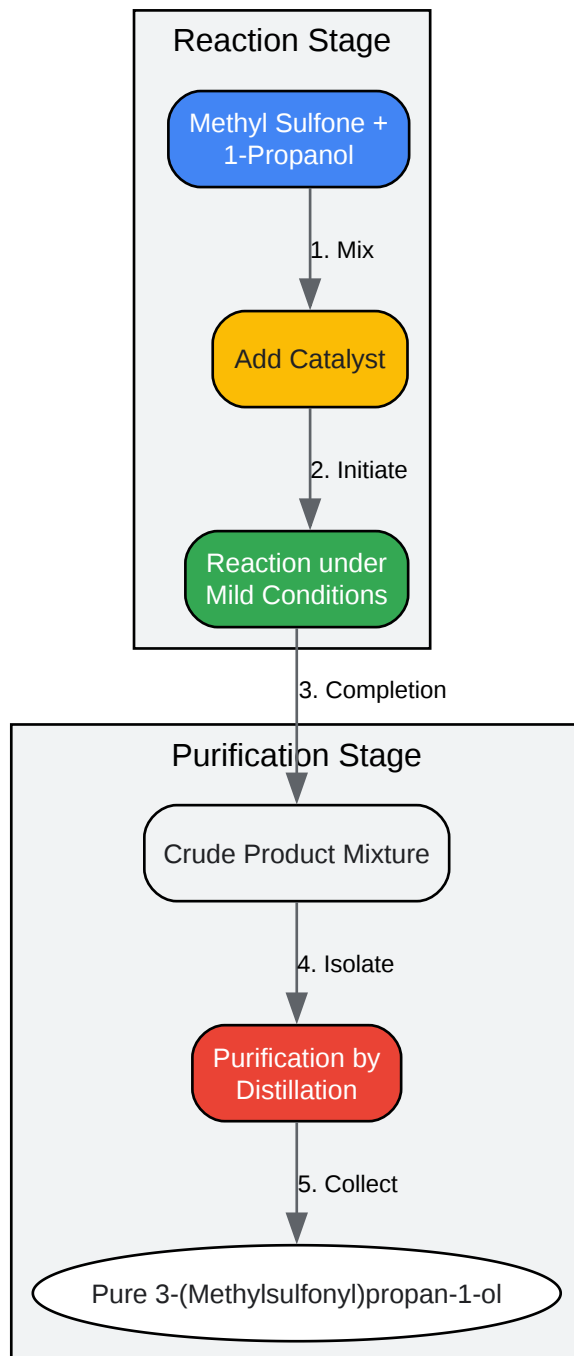 Reaction Stage
Methyl Sulfone +
1-Propanol
1. Mix
Add Catalyst
2. Initiate
Reaction under
Mild Conditions
3. Completion
Purification Stage
Crude Product Mixture
4. Isolate
Purification by
Distillation
5. Collect
Pure 3-(Methylsulfonyl)propan-1-ol